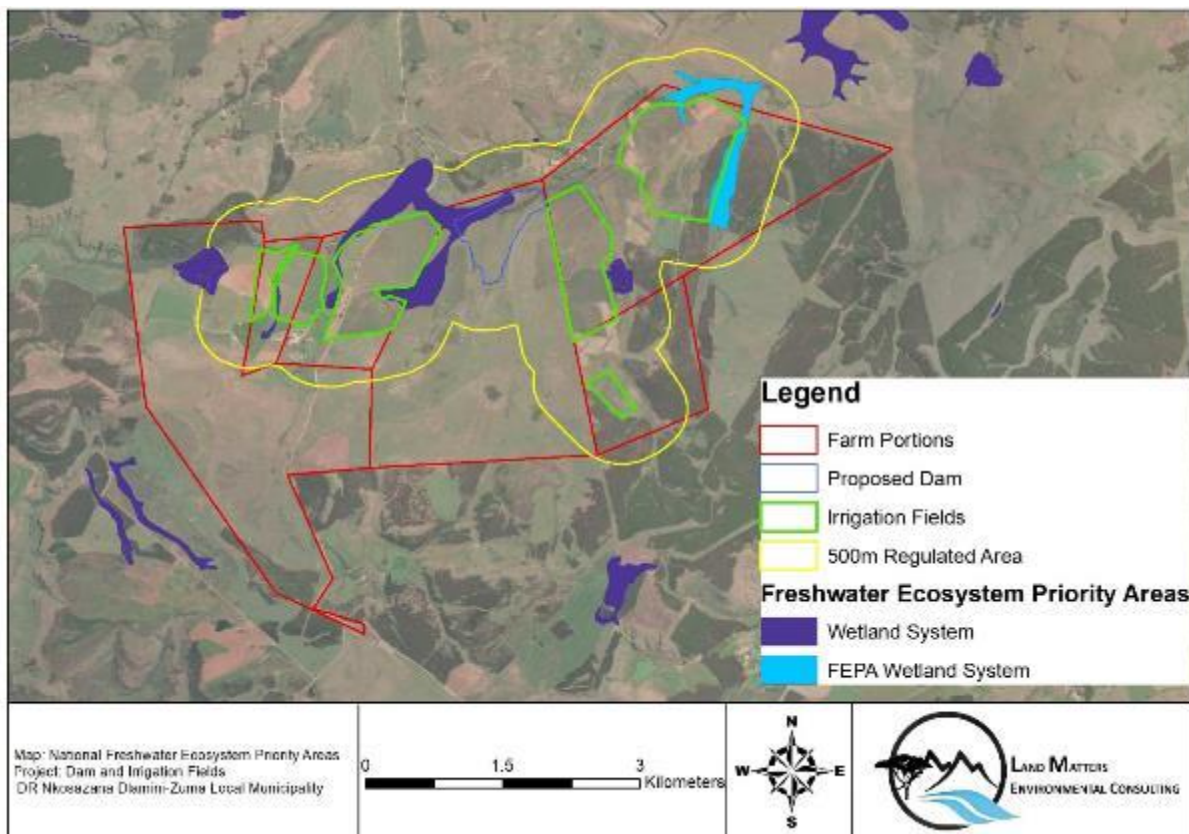 Legend
Farm Portions
Proposed Dam
Irrigation Fields
500m Regulated Area
Freshwater Ecosystem Priority Areas
Wetland System
FEPA Wetland System
Map: National Freshwater Ecosystem Priority Areas
Project: Dam and Irrigation Fields
DR Nkosazana Dlamini-Zuma Local Municipality
0 1.5 3
Kilometers
N
W E
S
LAND MATTERS
ENVIRONMENTAL CONSULTING